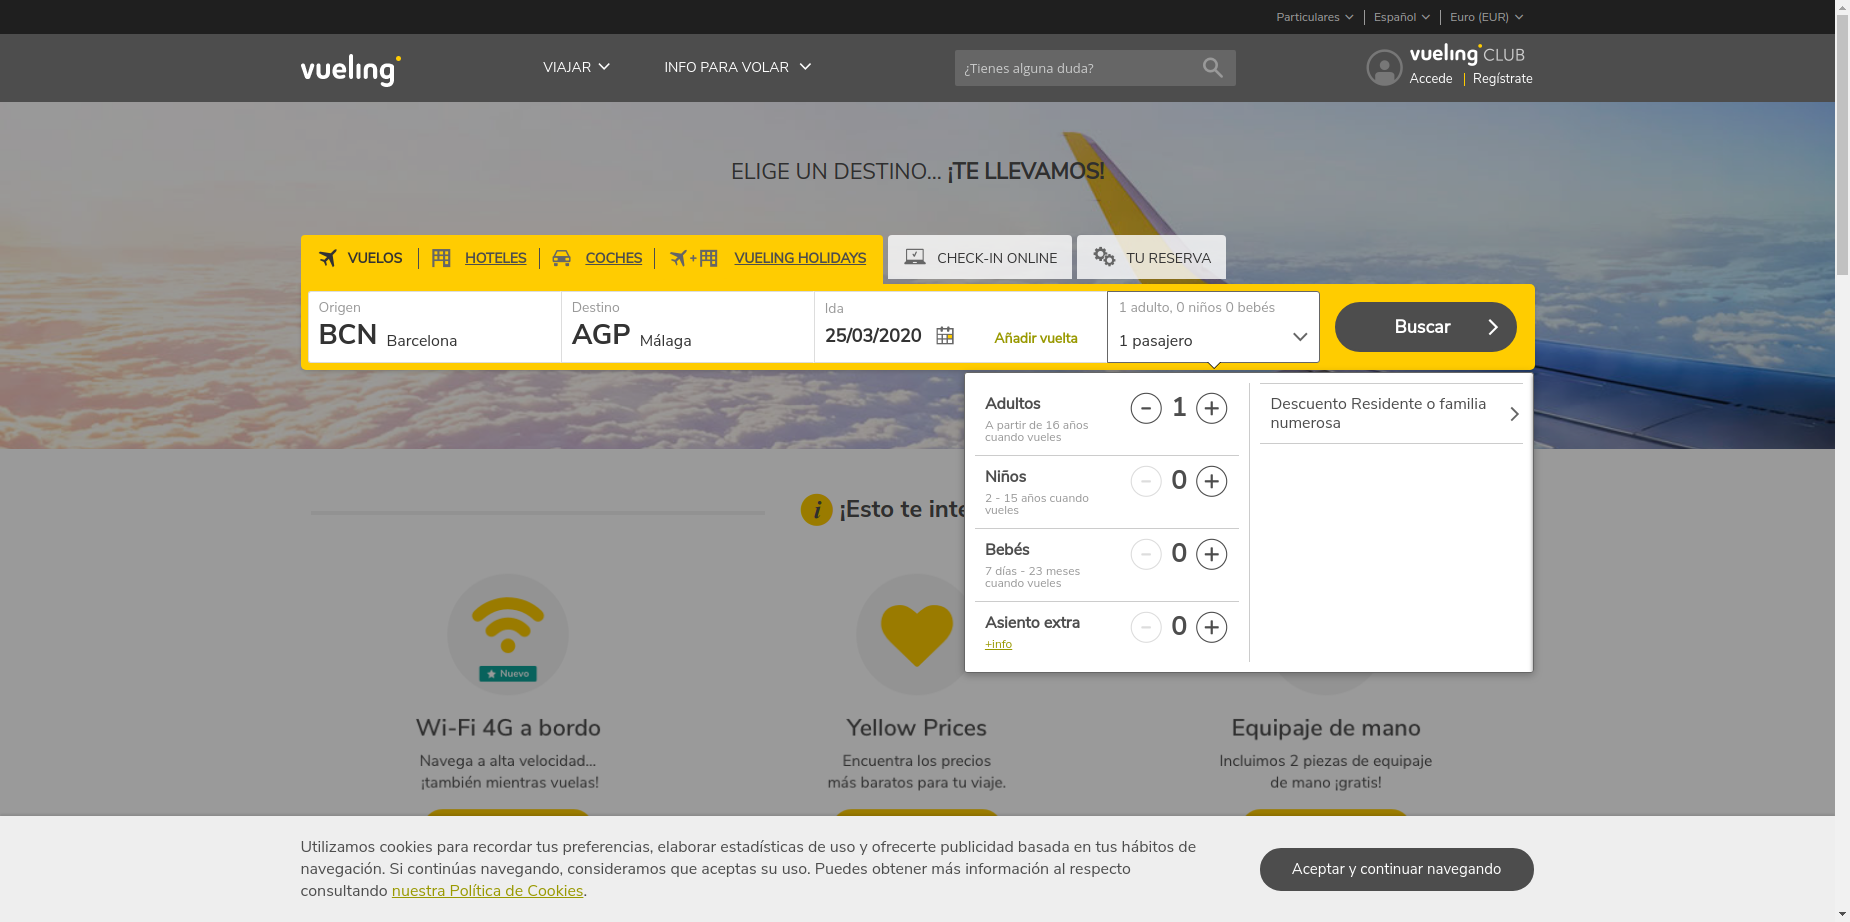 Particulares Español Euro (EUR)
vueling VIAJAR INFO PARA VOLAR ¿Tienes alguna duda? vueling CLUB
Accede Regístrate
ELIGE UN DESTINO... ¡TE LLEVAMOS!
VUELOS HOTELES COCHES + VUELING HOLIDAYS CHECK-IN ONLINE TU RESERVA
Origen Destino Ida 1 adulto, 0 niños 0 bebés
BCN Barcelona AGP Málaga 25/03/2020 Añadir vuelta 1 pasajero Buscar
Adultos - 1 +
A partir de 16 años
cuando vueles
Descuento Residente o familia
numerosa
Niños - 0 +
2 - 15 años cuando
vueles
i ¡Esto te inte
Bebés - 0 +
7 días - 23 meses
cuando vueles
Asiento extra - 0 +
+info
Nuevo
Wi-Fi 4G a bordo
Navega a alta velocidad...
¡también mientras vuelas!
Yellow Prices
Encuentra los precios
más baratos para tu viaje.
Equipaje de mano
Incluimos 2 piezas de equipaje
de mano ¡gratis!
Utilizamos cookies para recordar tus preferencias, elaborar estadísticas de uso y ofrecerte publicidad basada en tus hábitos de
navegación. Si continúas navegando, consideramos que aceptas su uso. Puedes obtener más información al respecto
consultando nuestra Política de Cookies.
Aceptar y continuar navegando